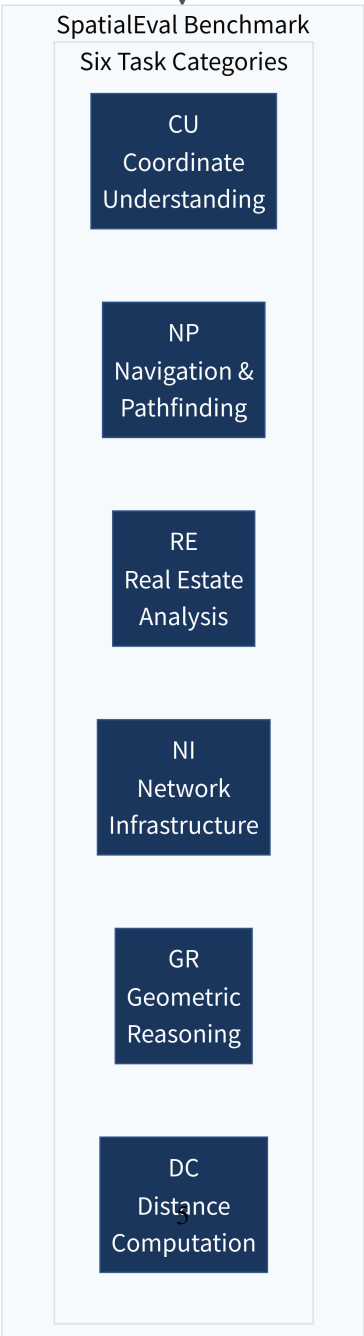 SpatialEval Benchmark
Six Task Categories
CU
Coordinate
Understanding
NP
Navigation &
Pathfinding
RE
Real Estate
Analysis
NI
Network
Infrastructure
GR
Geometric
Reasoning
DC
Distance
3
Computation